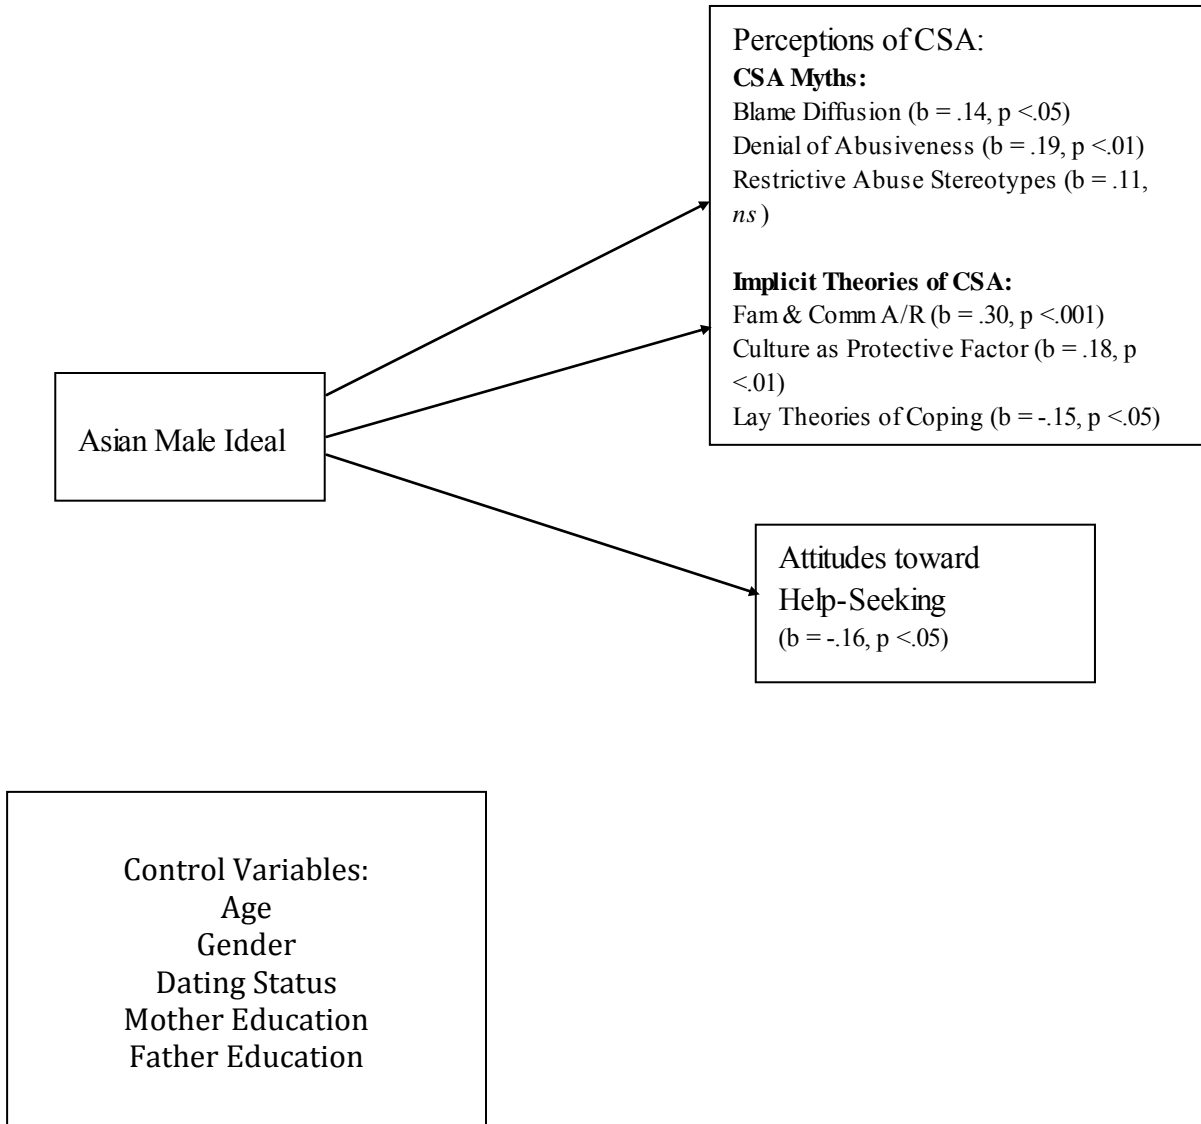 Perceptions of CSA:
CSA Myths:
Blame Diffusion (b = .14, p <.05)
Denial of Abusiveness (b = .19, p <.01)
Restrictive Abuse Stereotypes (b = .11,
ns)
Implicit Theories of CSA:
Fam & Comm A/R (b = .30, p <.001)
Culture as Protective Factor (b = .18, p
<.01)
Lay Theories of Coping (b = -.15, p <.05)
Asian Male Ideal
Attitudes toward
Help-Seeking
(b = -.16, p <.05)
Control Variables:
Age
Gender
Dating Status
Mother Education
Father Education